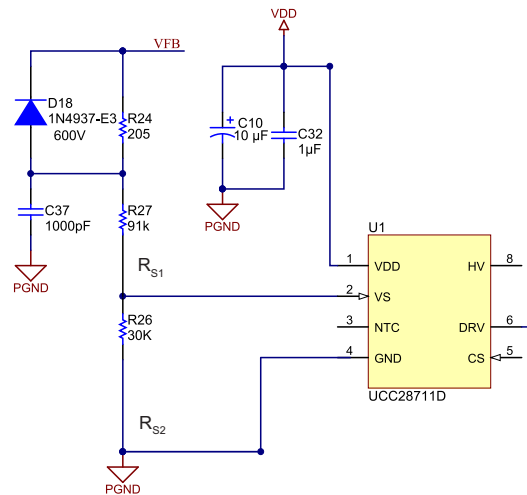 VDD
VFB
D18
1N4937-E3
600V
R24
205
C10
10 µF
C32
1µF
PGND
C37
1000pF
R27
91k
PGND
U1
RS1
1
VDD
HV
8
2
VS
R26
30K
3
NTC
DRV
6
4
GND
CS
5
UCC28711D
RS2
PGND